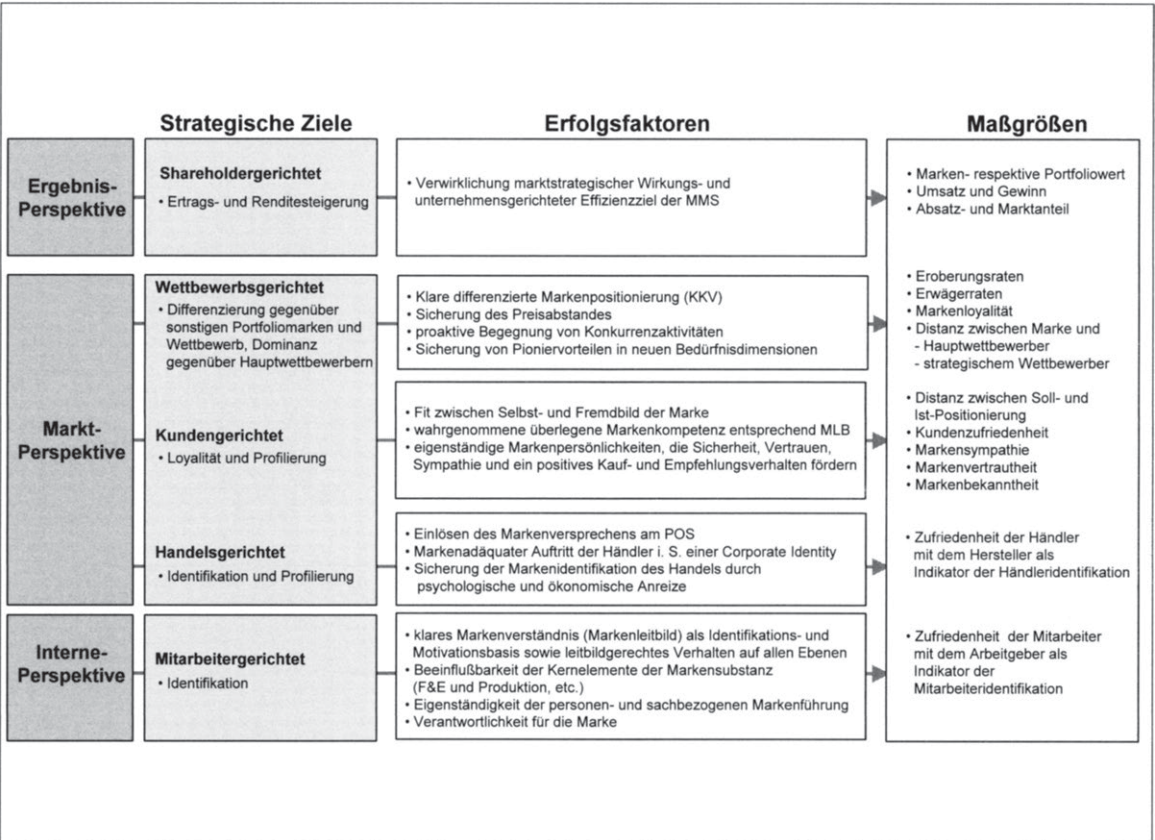 Strategische Ziele
Erfolgsfaktoren
Maßgrößen
Ergebnis-
Perspektive
Shareholdergerichtet
• Ertrags- und Renditesteigerung
• Verwirklichung marktstrategischer Wirkungs- und
unternehmensgerichteter Effizienzziel der MMS
• Marken- respektive Portfoliowert
• Umsatz und Gewinn
• Absatz- und Marktanteil
Markt-
Perspektive
Wettbewerbsgerichtet
• Differenzierung gegenüber
sonstigen Portfoliomarken und
Wettbewerb, Dominanz
gegenüber Hauptwettbewerbern
• Klare differenzierte Markenpositionierung (KKV)
• Sicherung des Preisabstandes
• proaktive Begegnung von Konkurrenzaktivitäten
• Sicherung von Pioniervorteilen in neuen Bedürfnisdimensionen
• Eroberungsraten
• Erwägerraten
• Markenloyalität
• Distanz zwischen Marke und
- Hauptwettbewerber
- strategischem Wettbewerber
Kundengerichtet
• Loyalität und Profilierung
• Fit zwischen Selbst- und Fremdbild der Marke
• wahrgenommene überlegene Markenkompetenz entsprechend MLB
• eigenständige Markenpersönlichkeiten, die Sicherheit, Vertrauen,
Sympathie und ein positives Kauf- und Empfehlungsverhalten fördern
• Distanz zwischen Soll- und
Ist-Positionierung
• Kundenzufriedenheit
• Markensympathie
• Markenvertrautheit
• Markenbekanntheit
Handelsgerichtet
• Identifikation und Profilierung
• Einlösen des Markenversprechens am POS
• Markenadäquater Auftritt der Händler i. S. einer Corporate Identity
• Sicherung der Markenidentifikation des Handels durch
psychologische und ökonomische Anreize
• Zufriedenheit der Händler
mit dem Hersteller als
Indikator der Händleridentifikation
Interne-
Perspektive
Mitarbeitergerichtet
• Identifikation
• klares Markenverständnis (Markenleitbild) als Identifikations- und
Motivationsbasis sowie leitbildgerechtes Verhalten auf allen Ebenen
• Beeinflußbarkeit der Kernelemente der Markensubstanz
(F&E und Produktion, etc.)
• Eigenständigkeit der personen- und sachbezogenen Markenführung
• Verantwortlichkeit für die Marke
• Zufriedenheit der Mitarbeiter
mit dem Arbeitgeber als
Indikator der
Mitarbeiteridentifikation